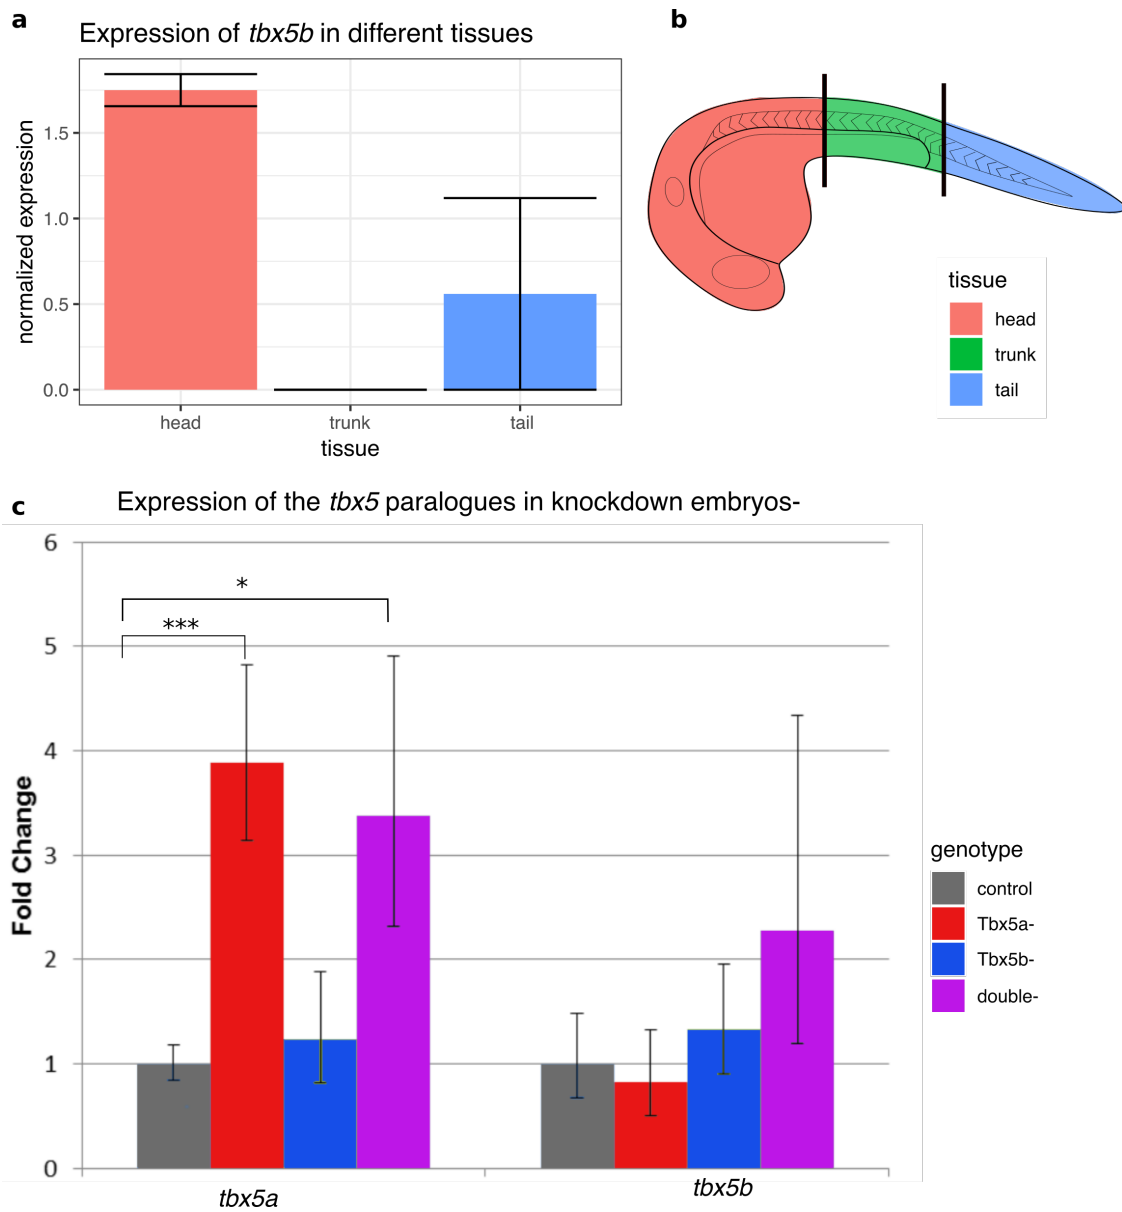 a
Expression of tbx5b in different tissues
normalized expression
1.5
1.0
0.5
0.0
head trunk tail
tissue
b
tissue
head
trunk
tail
c
Expression of the tbx5 paralogues in knockdown embryos-
Fold Change
6
5
4
3
2
1
0
*
***
tbx5a tbx5b
genotype
control
Tbx5a-
Tbx5b-
double-